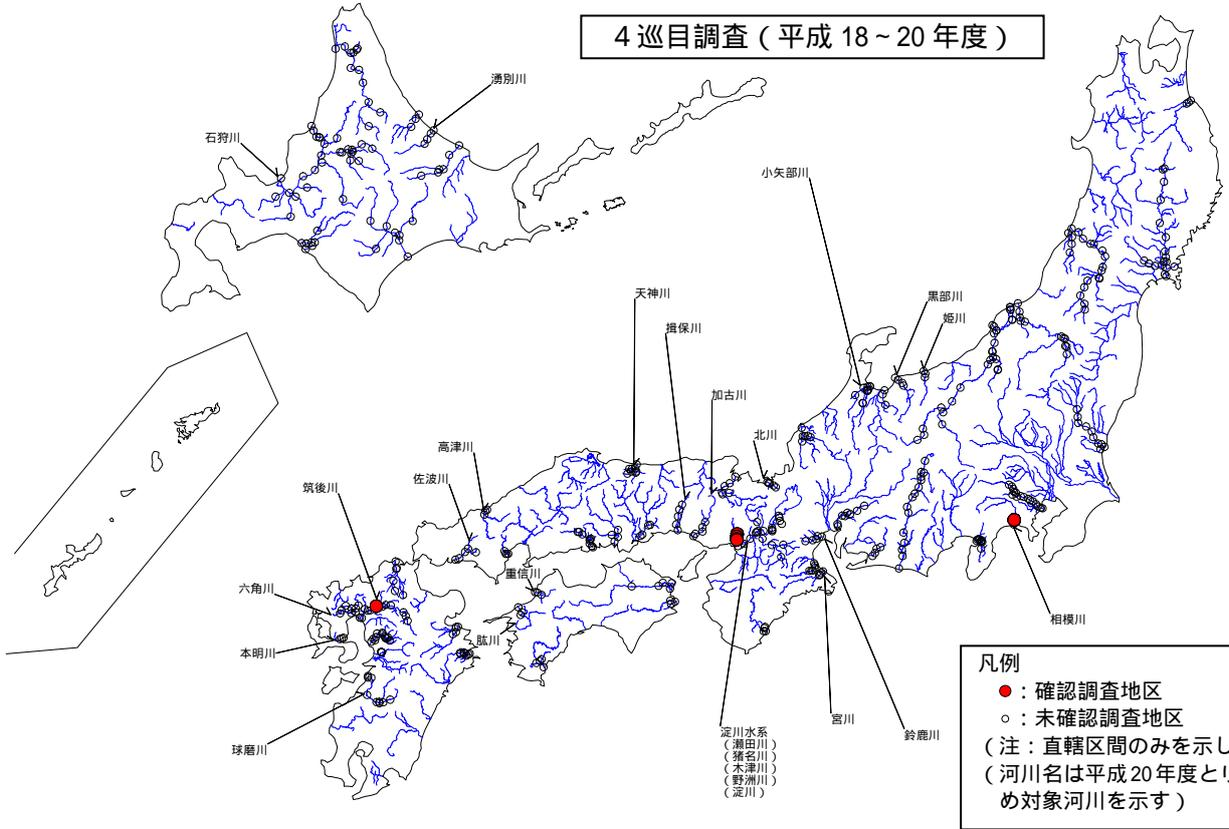 4巡目調査(平成18~20年度)
湧別川
石狩川
小矢部川
黒部川
姫川
天神川
揖保川
加古川
北川
高津川
佐波川
筑後川
重信川
六角川
肱川
本明川
球磨川
相模川
宮川
鈴鹿川
淀川水系
(瀬田川)
(猪名川)
(木津川)
(野洲川)
(淀川)
凡例
●:確認調査地区
○:未確認調査地区
(注:直轄区間のみを示し
(河川名は平成20年度と
め対象河川を示す)